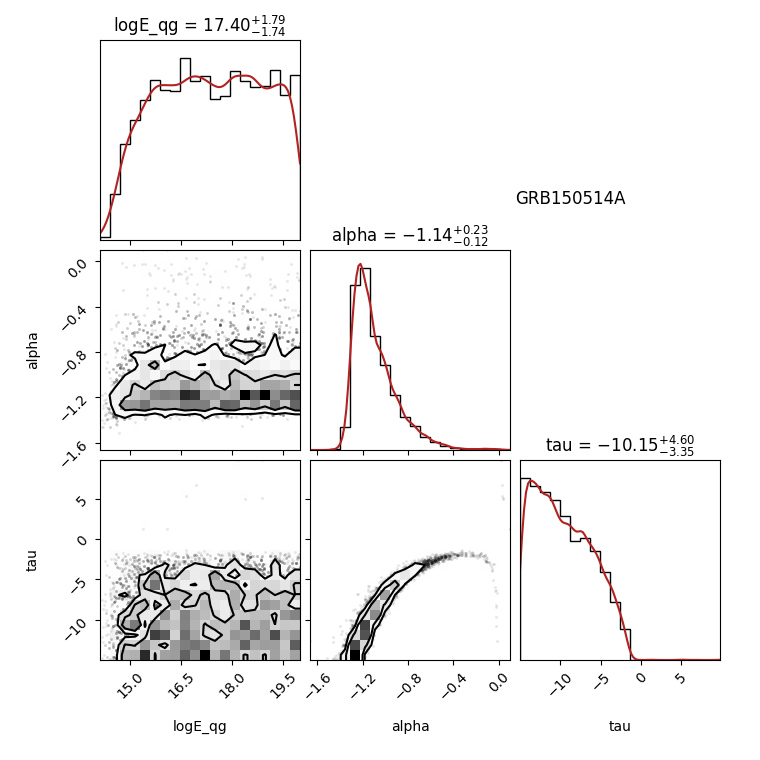 logE_qg = 17.40+1.79 −1.74
GRB150514A
alpha = −1.14+0.23 −0.12
0.0
−0.4
−0.8
−1.2
−1.6
alpha
tau = −10.15+4.60 −3.35
5
0
−5
−10
tau
15.0 16.5 18.0 19.5 −1.6 −1.2 −0.8 −0.4 0.0 −10 −5 0 5
logE_qg alpha tau